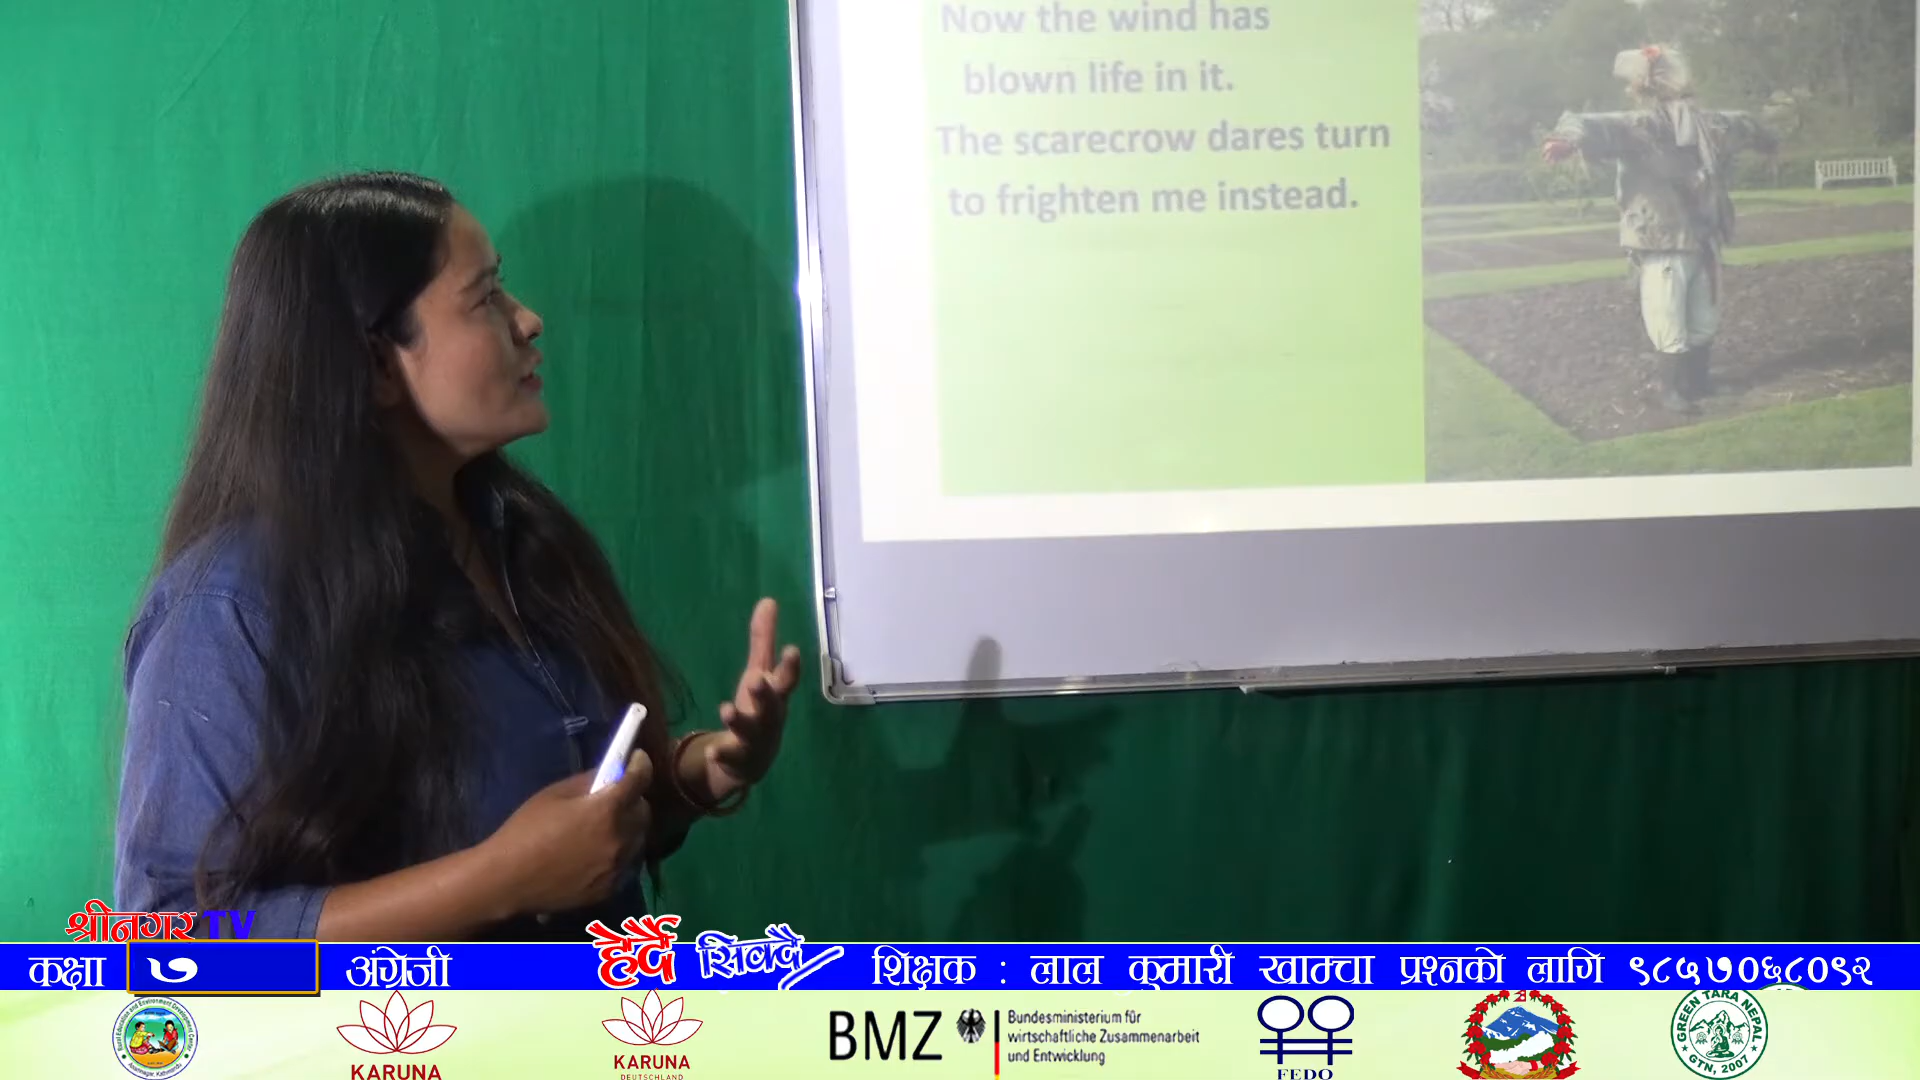 Now the wind has
blown life in it.
The scarecrow dares turn
to frighten me instead.
श्रीनगर TV
कक्षा ७ अंग्रेजी हेर्दै सिक्दै शिक्षक : लाल कुमारी खाम्चा प्रश्नको लागि ९८५७०६८०९२
KARUNA
KARUNA
DEUTSCHLAND
BMZ
Bundesministerium für
wirtschaftliche Zusammenarbeit
und Entwicklung
FEDO
GREEN TARA NEPAL
GTN, 2007